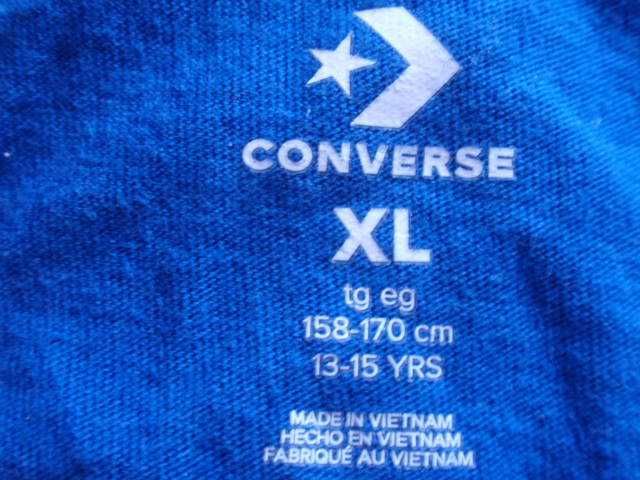 CONVERSE
XL
tg eg
158-170 cm
13-15 YRS
MADE IN VIETNAM
HECHO EN VIETNAM
FABRIQUÉ AU VIETNAM